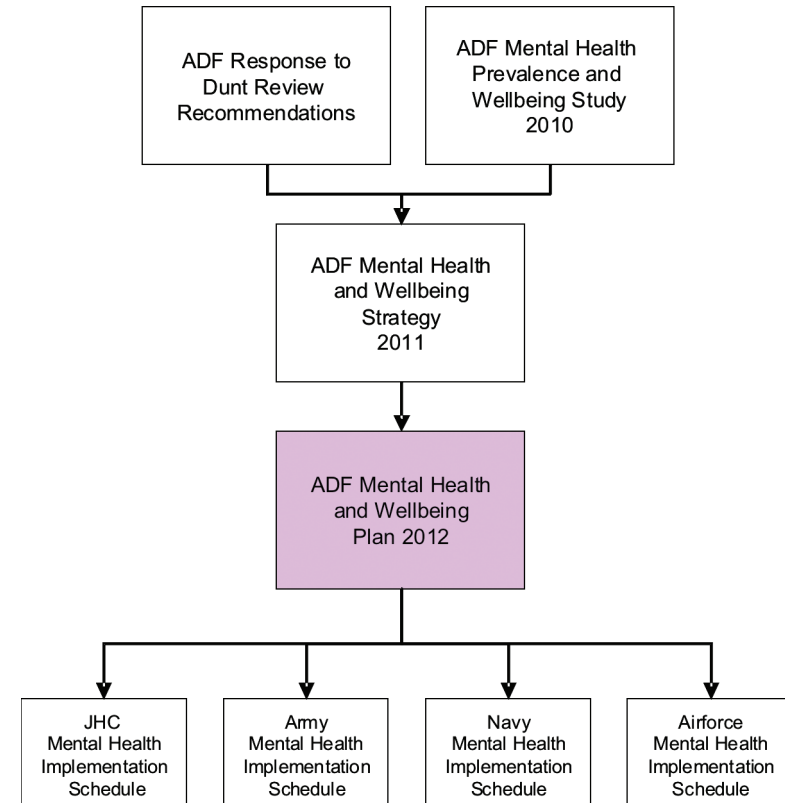 ADF Response to
Dunt Review
Recommendations
ADF Mental Health
Prevalence and
Wellbeing Study
2010
ADF Mental Health
and Wellbeing
Strategy
2011
ADF Mental Health
and Wellbeing
Plan 2012
JHC
Mental Health
Implementation
Schedule
Army
Mental Health
Implementation
Schedule
Navy
Mental Health
Implementation
Schedule
Airforce
Mental Health
Implementation
Schedule